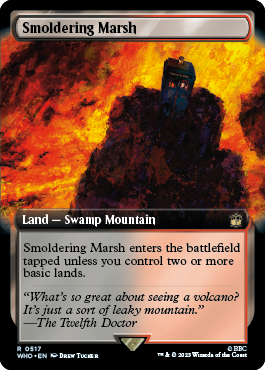 Smoldering Marsh
Land — Swamp Mountain
Smoldering Marsh enters the battlefield
tapped unless you control two or more
basic lands.
“What's so great about seeing a volcano?
It's just a sort of leaky mountain.”
—The Twelfth Doctor
R 0517
WHO • EN DREW TUCKER
© BBC
™ & © 2023 Wizards of the Coast